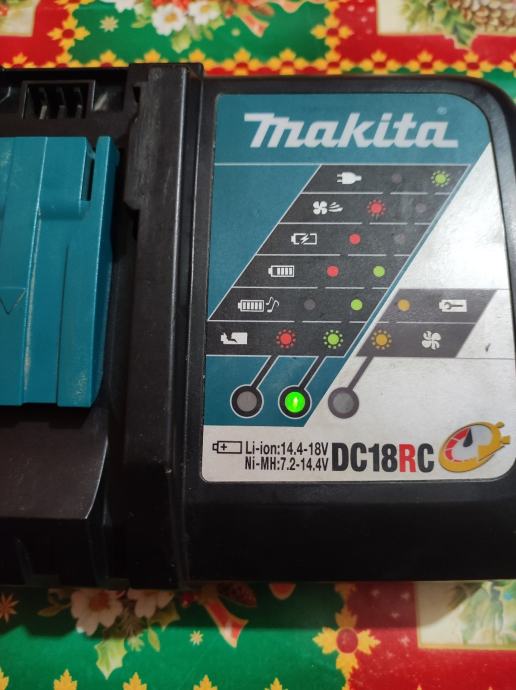 makita
Li-ion:14.4-18V
Ni-MH:7.2-14.4V
DC18RC